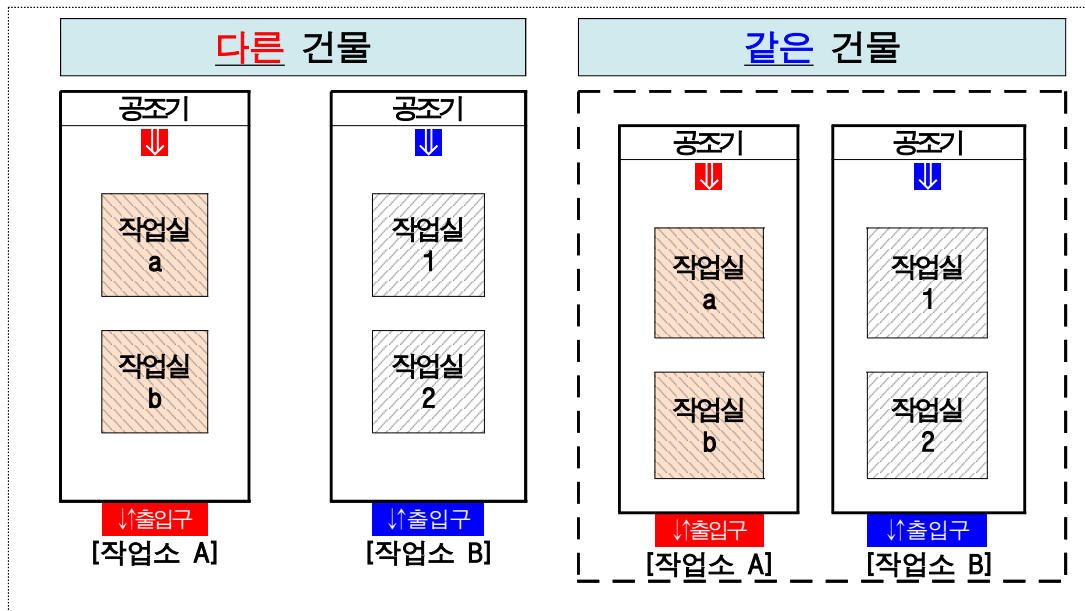 다른 건물
공조기
⇓
작업실
a
작업실
b
↓↑출입구
[작업소 A]
공조기
⇓
작업실
1
작업실
2
↓↑출입구
[작업소 B]
같은 건물
공조기
⇓
작업실
a
작업실
b
↓↑출입구
[작업소 A]
공조기
⇓
작업실
1
작업실
2
↓↑출입구
[작업소 B]